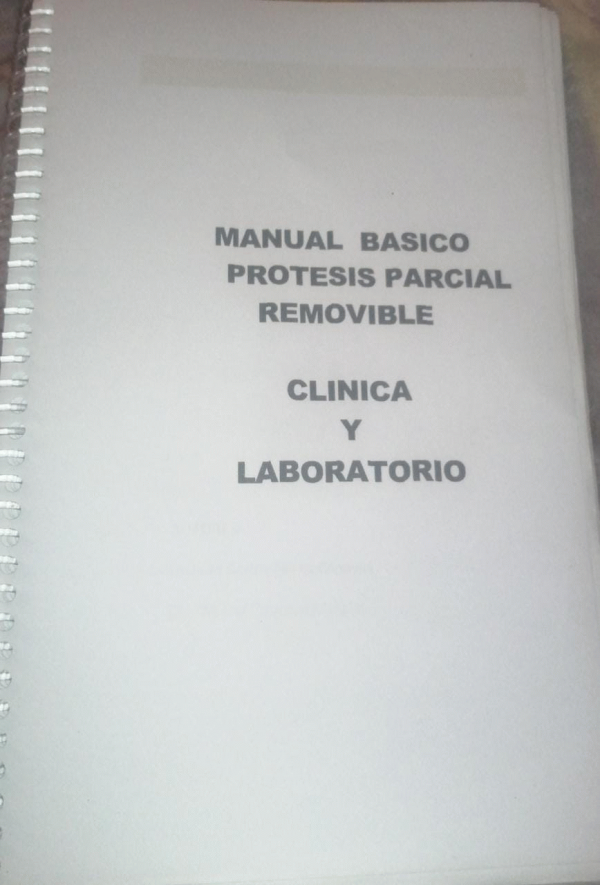 MANUAL BASICO
PROTESIS PARCIAL
REMOVIBLE
CLINICA
Y
LABORATORIO